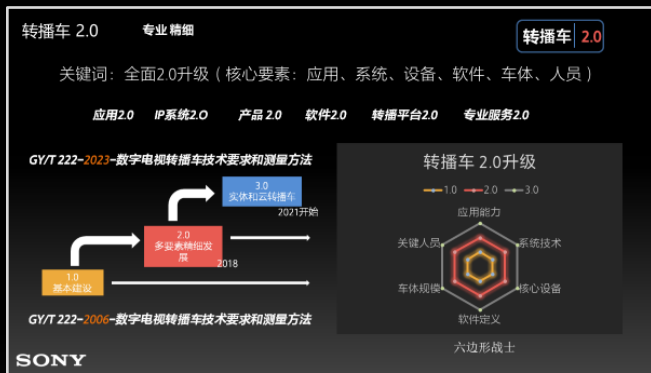 转播车 2.0
专业 精细
转播车 2.0
关键词：全面2.0升级（核心要素：应用、系统、设备、软件、车体、人员）
应用2.0 IP系统2.0 产品 2.0 软件2.0 转播平台2.0 专业服务2.0
GY/T 222-2023-数字电视转播车技术要求和测量方法
3.0
实体和云转播车
2021开始
2.0
多要素精细发
展
2018
1.0
基本建设
GY/T 222-2006-数字电视转播车技术要求和测量方法
转播车 2.0升级
1.0 2.0 3.0
应用能力
关键人员
系统技术
车体规模
核心设备
软件定义
六边形战士
SONY